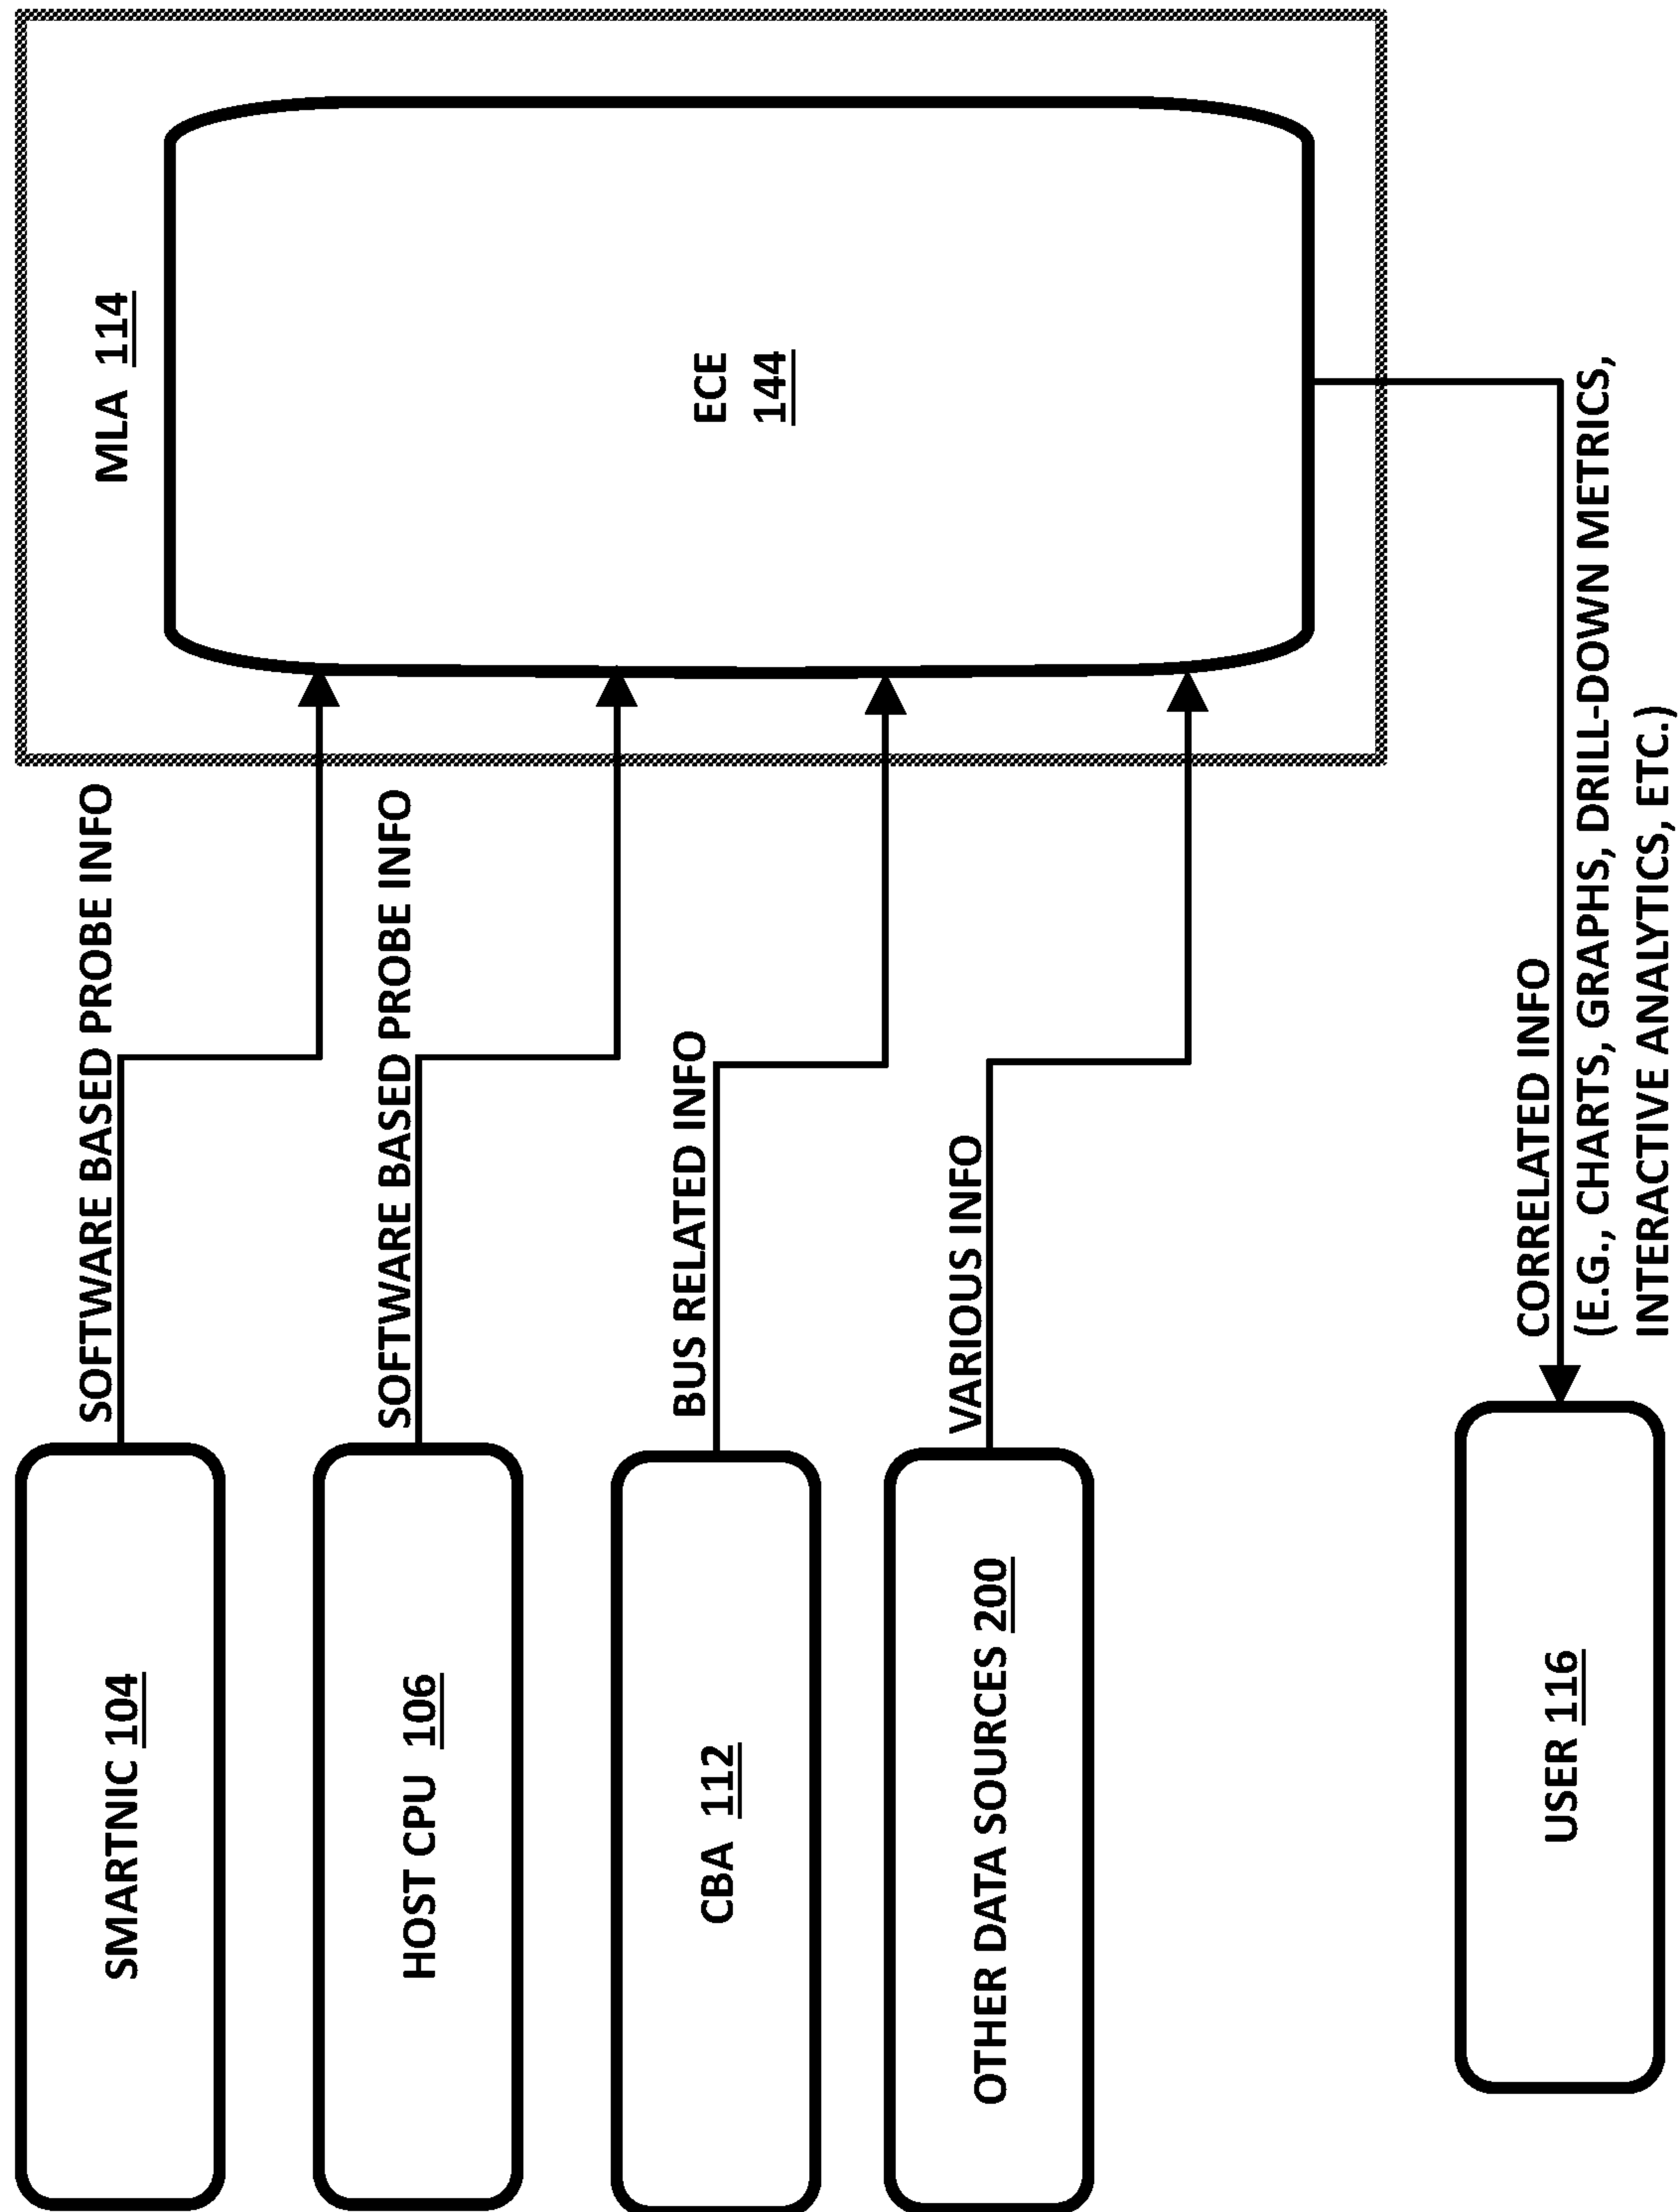 MLA 114
SOFTWARE BASED PROBE INFO
SMARTNIC 104
SOFTWARE BASED PROBE INFO
HOST CPU 106
ECE
144
BUS RELATED INFO
CBA 112
VARIOUS INFO
OTHER DATA SOURCES 200
CORRELATED INFO
(E.G., CHARTS, GRAPHS, DRILL-DOWN METRICS,
INTERACTIVE ANALYTICS, ETC.)
USER 116